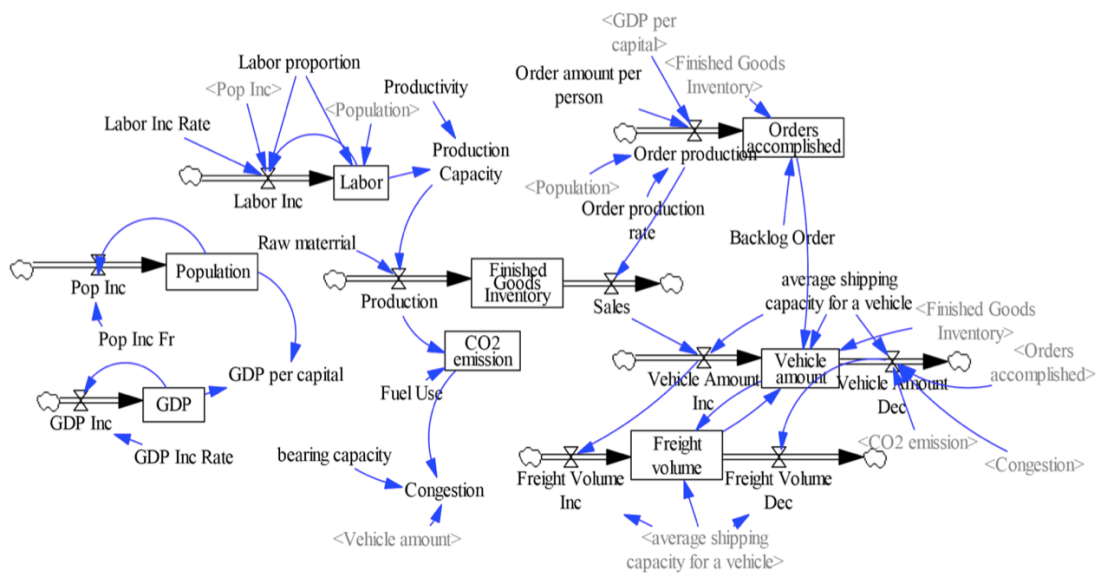 <GDP per
capital>
Labor proportion
<Finished Goods
Inventory>
Order amount per
person
<Pop Inc>
Productivity
<Population>
Labor Inc Rate
Orders
accomplished
Production
Capacity
Order production
Labor
Labor Inc
<Population>
Order production
rate
Backlog Order
Raw materrial
Population
Pop Inc
Finished
Goods
Inventory
Production
Sales
average shipping
capacity for a vehicle
<Finished Goods
Inventory>
Pop Inc Fr
CO2
emission
<Orders
accomplished>
Vehicle
amount
Vehicle Amount
Inc
Vehicle Amount
Dec
GDP per capital
Fuel Use
GDP
GDP Inc
GDP Inc Rate
bearing capacity
Freight
volume
<CO2 emission>
<Congestion>
Congestion
Freight Volume
Inc
Freight Volume
Dec
<Vehicle amount>
<average shipping
capacity for a vehicle>